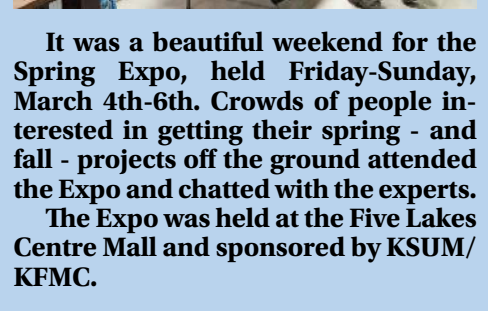 It was a beautiful weekend for the
Spring Expo, held Friday-Sunday,
March 4th-6th. Crowds of people in-
terested in getting their spring - and
fall - projects off the ground attended
the Expo and chatted with the experts.
The Expo was held at the Five Lakes
Centre Mall and sponsored by KSUM/
KFMC.